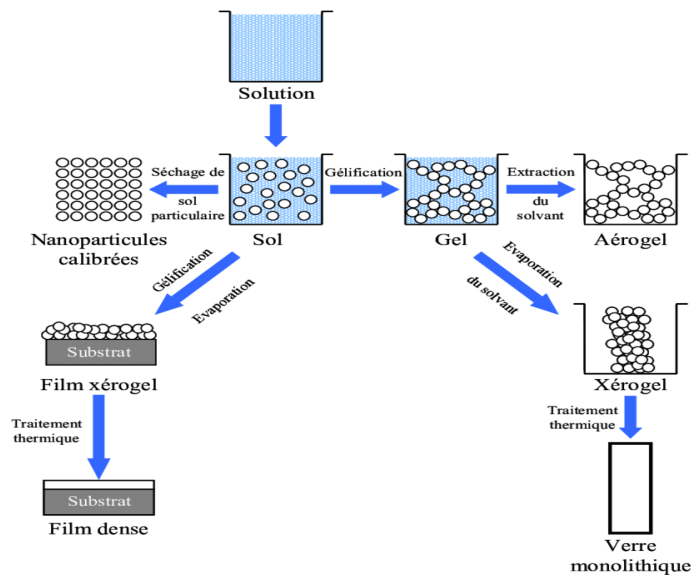 Solution
Séchage de
sol
particulaire
Gélification
Extraction
du
solvant
Nanoparticules
calibrées
Sol
Gel
Aérogel
Gélification
Evaporation
Evaporation
du solvant
Substrat
Film xérogel
Xérogel
Traitement
thermique
Traitement
thermique
Substrat
Film dense
Verre
monolithique